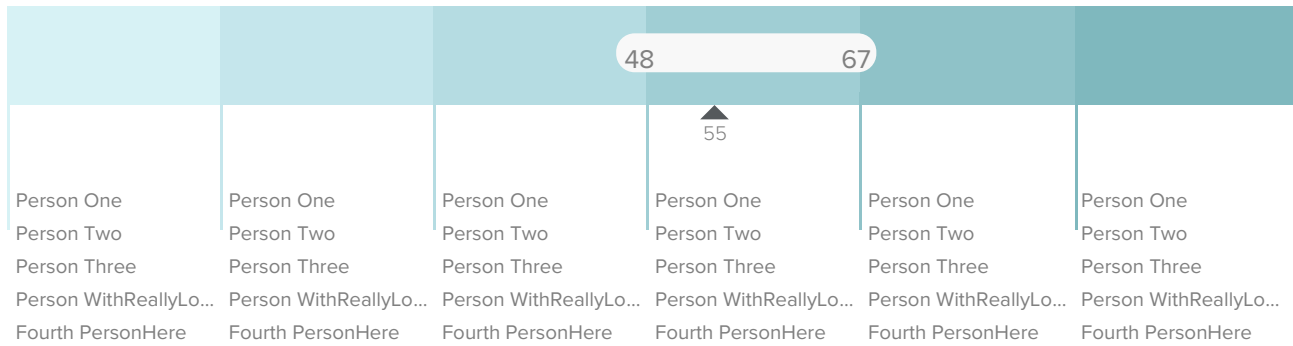 48 67
55
Person One Person One Person One Person One Person One Person One
Person Two Person Two Person Two Person Two Person Two Person Two
Person Three Person Three Person Three Person Three Person Three Person Three
Person WithReallyLo... Person WithReallyLo... Person WithReallyLo... Person WithReallyLo... Person WithReallyLo... Person WithReallyLo...
Fourth PersonHere Fourth PersonHere Fourth PersonHere Fourth PersonHere Fourth PersonHere Fourth PersonHere